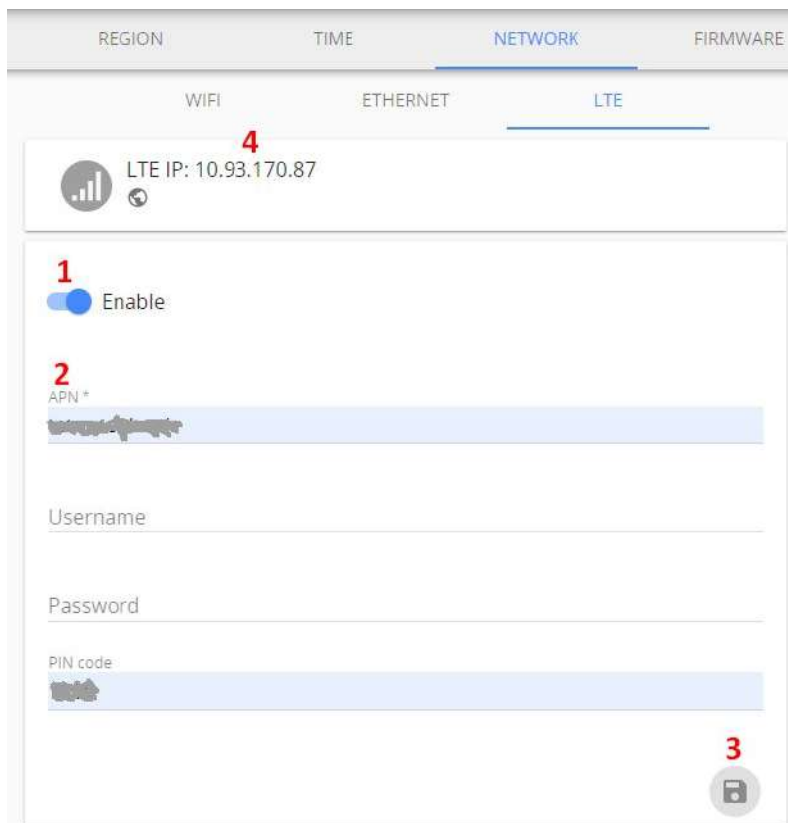 REGION TIME NETWORK FIRMWARE
WIFI ETHERNET LTE
4
LTE IP: 10.93.170.87
1
Enable
2
APN *
Username
Password
PIN code
3